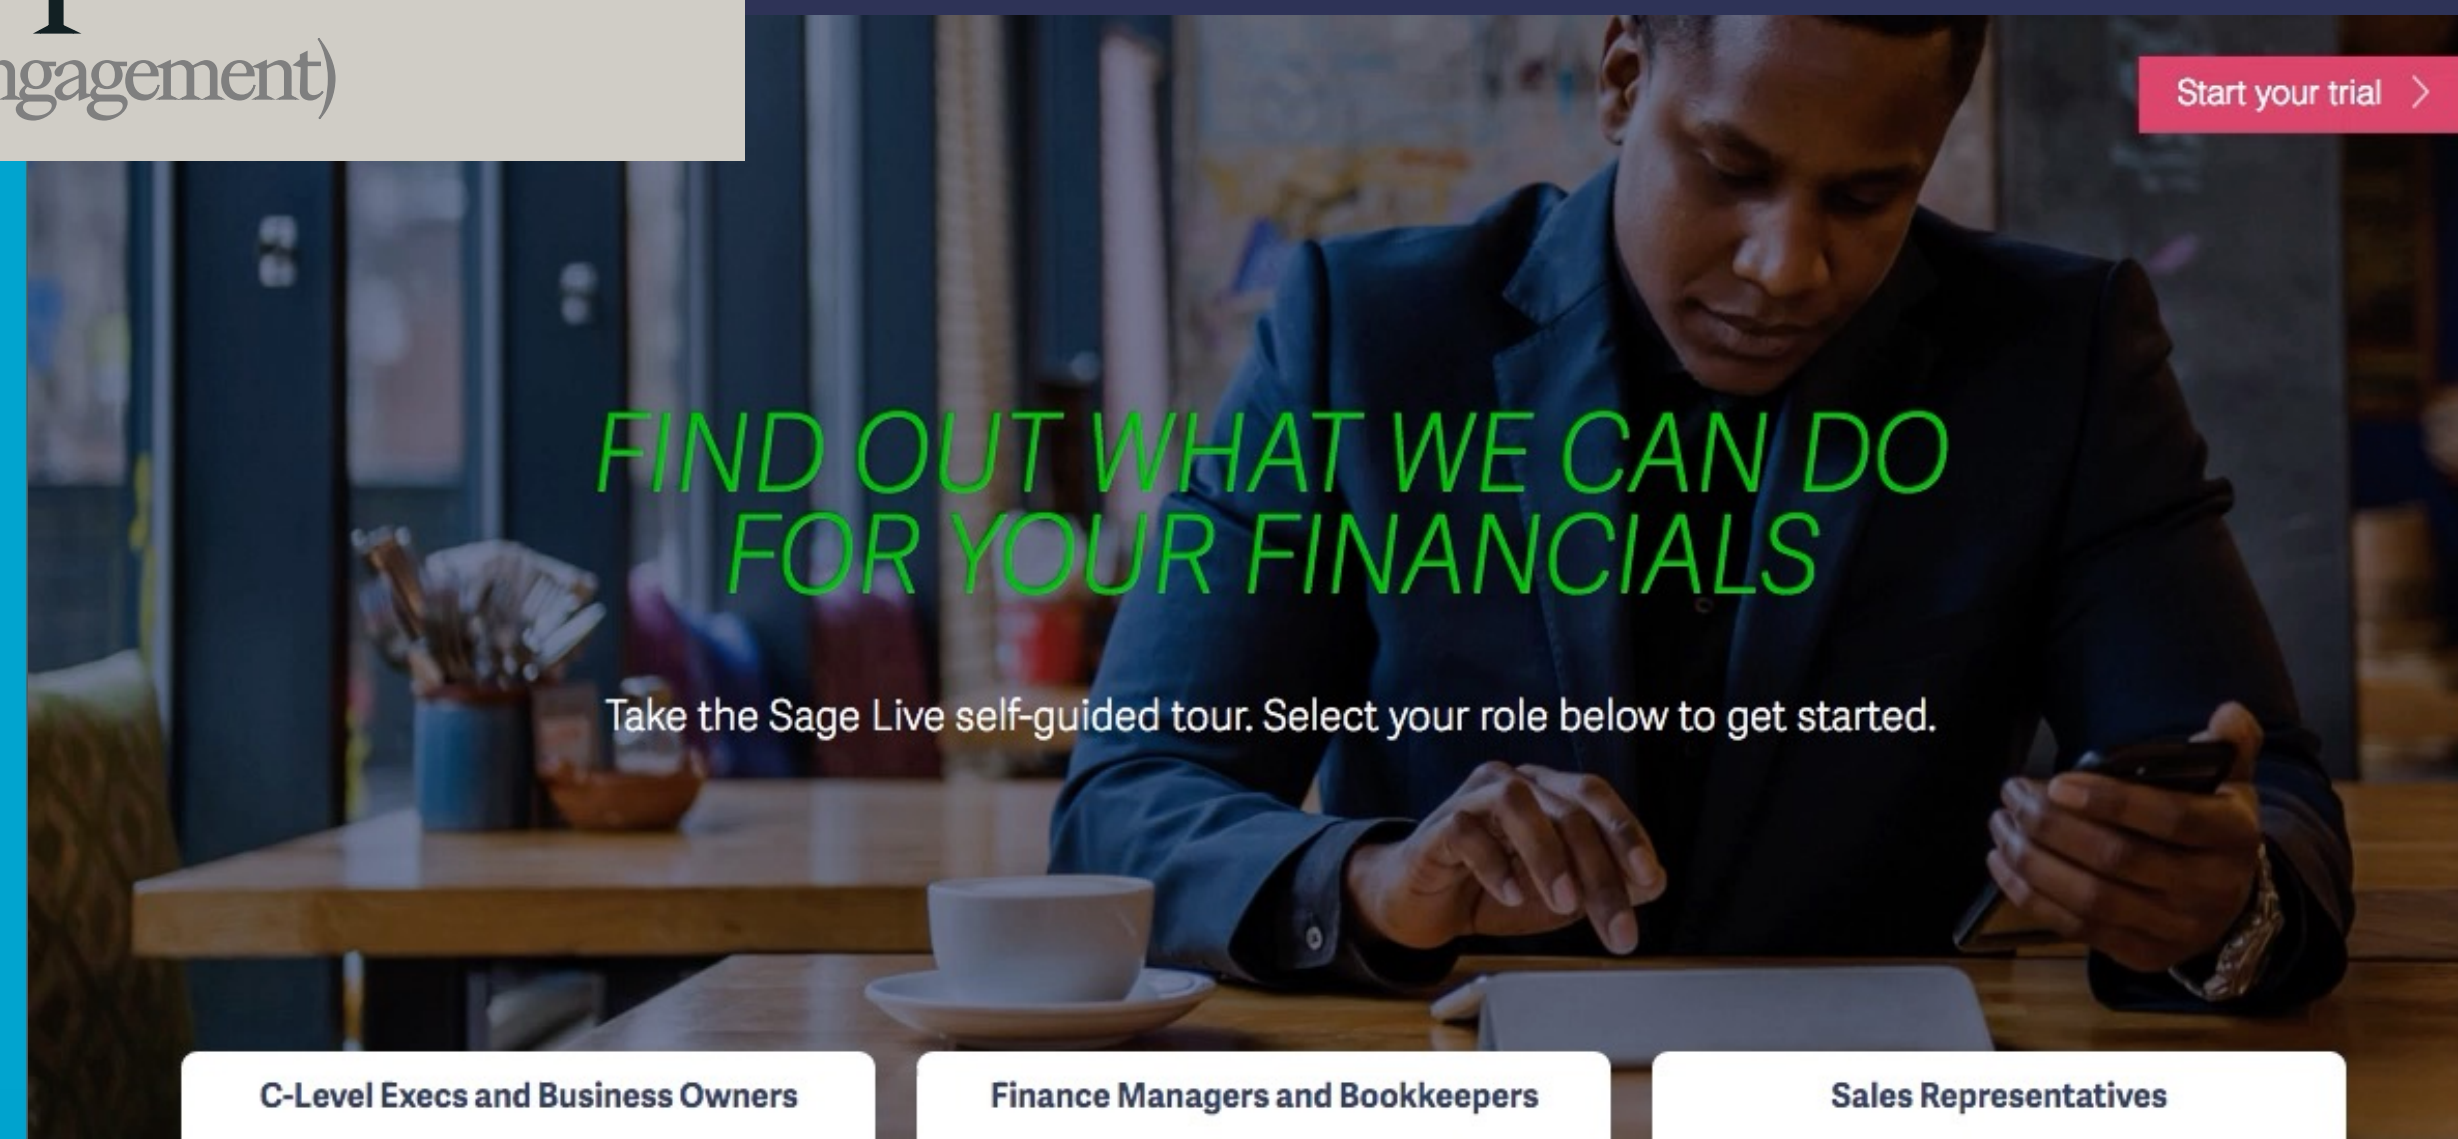 ngagement)
Start your trial
FIND OUT WHAT WE CAN DO
FOR YOUR FINANCIALS
Take the Sage Live self-guided tour. Select your role below to get started.
C-Level Execs and Business Owners
Finance Managers and Bookkeepers
Sales Representatives